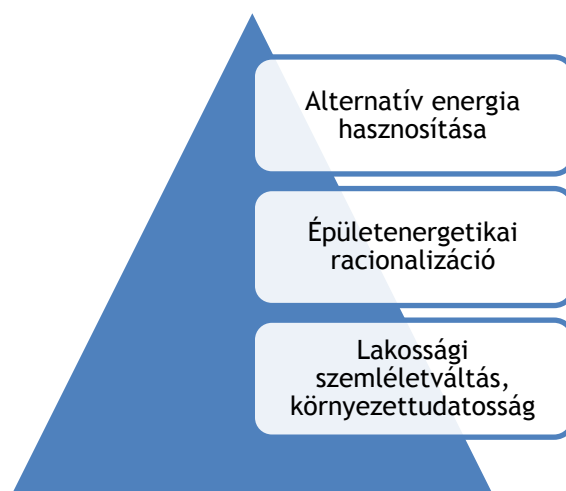 Alternatív energia
hasznosítása
Épületenergetikai
racionalizáció
Lakossági
szemléletváltás,
környezettudatosság